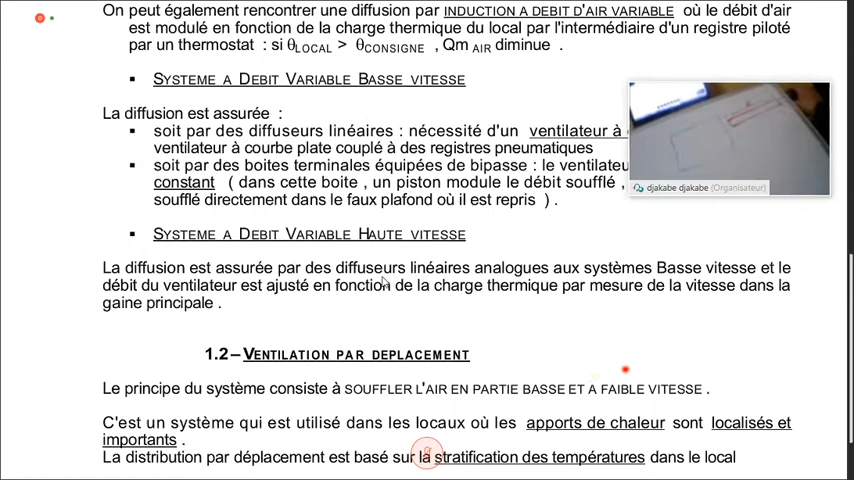 On peut également rencontrer une diffusion par INDUCTION A DEBIT D'AIR VARIABLE où le débit d'air
est modulé en fonction de la charge thermique du local par l'intermédiaire d'un registre piloté
par un thermostat : si θLOCAL > θCONSIGNE , Qm AIR diminue .
▪ SYSTEME A DEBIT VARIABLE BASSE VITESSE
La diffusion est assurée :
▪ soit par des diffuseurs linéaires : nécessité d'un ventilateur à
ventilateur à courbe plate couplé à des registres pneumatiques
▪ soit par des boites terminales équipées de bipasse : le ventilateu
constant ( dans cette boite , un piston module le débit soufflé ,
soufflé directement dans le faux plafond où il est repris ) .
djakabe djakabe (Organisateur)
▪ SYSTEME A DEBIT VARIABLE HAUTE VITESSE
La diffusion est assurée par des diffuseurs linéaires analogues aux systèmes Basse vitesse et le
débit du ventilateur est ajusté en fonction de la charge thermique par mesure de la vitesse dans la
gaine principale .
1.2 – VENTILATION PAR DEPLACEMENT
Le principe du système consiste à SOUFFLER L'AIR EN PARTIE BASSE ET A FAIBLE VITESSE .
C'est un système qui est utilisé dans les locaux où les apports de chaleur sont localisés et
importants .
La distribution par déplacement est basé sur la stratification des températures dans le local